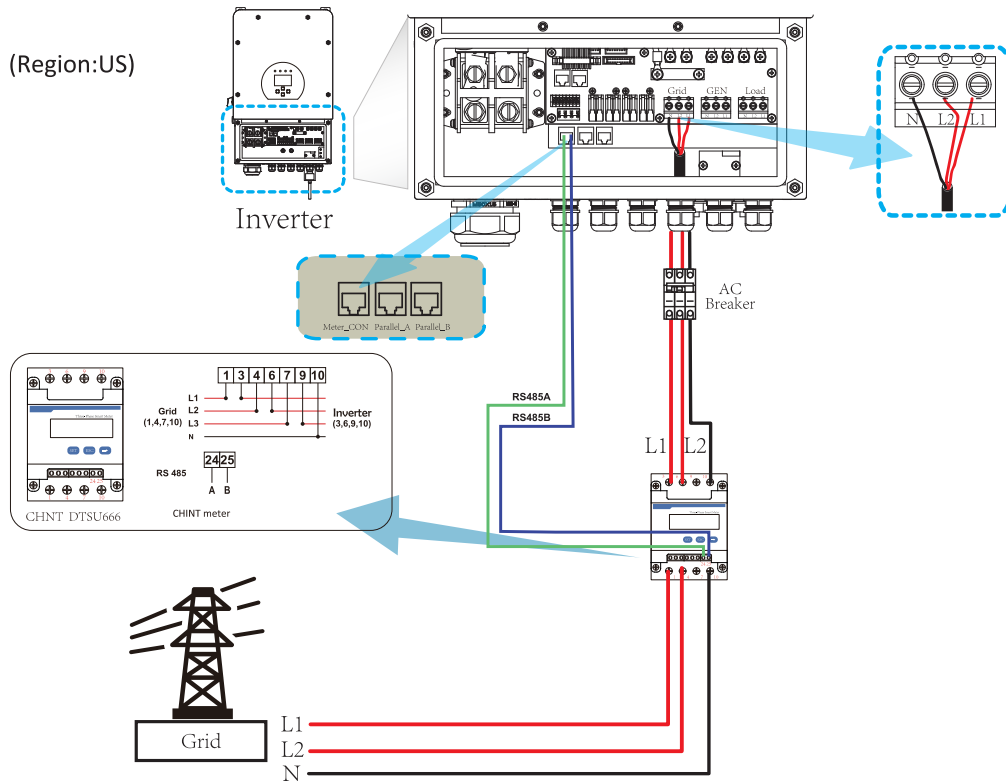 (Region:US)
Inverter
Grid
GEN
Load
N
L2
L1
AC
Breaker
Meter_CON
Parallel_A
Parallel_B
1 3 4 6 7 9 10
L1
Grid
L2
Inverter
(1,4,7,10)
L3
(3,6,9,10)
N
24 25
RS 485
A B
CHINT meter
24 25
CHNT DTSU666
RS485A
RS485B
L1
L2
Grid
L1
L2
N